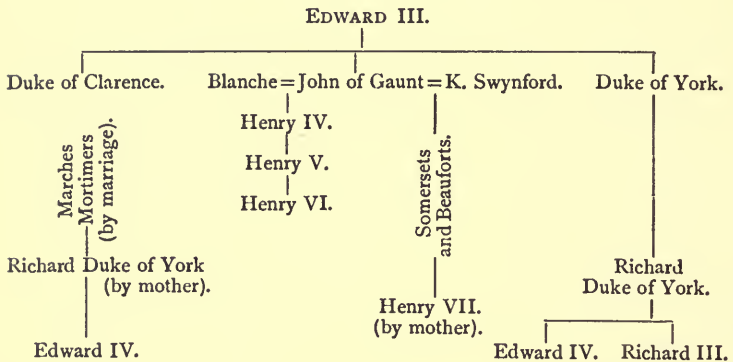 EDWARD III.
Duke of Clarence. Blanche=John of Gaunt=K. Swynford. Duke of York.
Henry IV.
Henry V.
Henry VI.
Marches
Mortimers
(by marriage).
Somersets
and Beauforts.
Richard Duke of York
(by mother).
Richard
Duke of York.
Henry VII.
(by mother).
Edward IV.
Edward IV. Richard III.